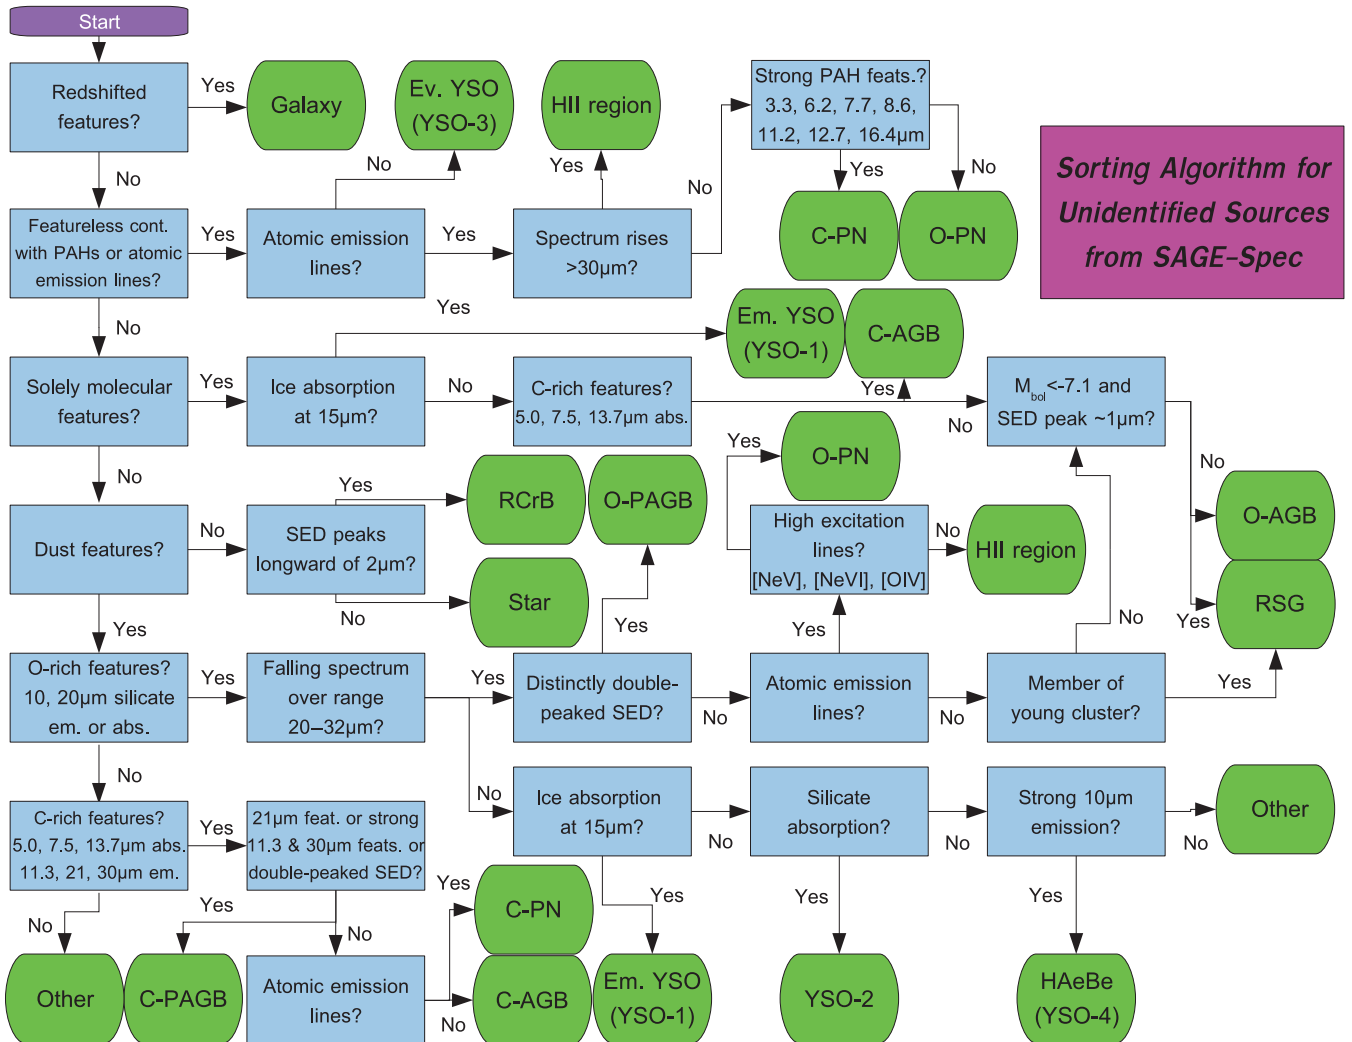 Start
Redshifted
features?
Yes
Galaxy
No
Ev. YSO
(YSO-3)
HII region
Strong PAH feats.?
3.3, 6.2, 7.7, 8.6,
11.2, 12.7, 16.4µm
Sorting Algorithm for
Unidentified Sources
from SAGE-Spec
No
Yes
No
Yes
No
C-PN
O-PN
Featureless cont.
with PAHs or atomic
emission lines?
Yes
Atomic emission
lines?
Yes
Spectrum rises
>30µm?
No
Yes
Em. YSO
(YSO-1)
C-AGB
Solely molecular
features?
Yes
Ice absorption
at 15µm?
No
C-rich features?
5.0, 7.5, 13.7µm abs.
Yes
No
Mbol<-7.1 and
SED peak ~1µm?
No
Yes
RCrB
O-PAGB
Yes
O-PN
No
O-AGB
Dust features?
No
SED peaks
longward of 2µm?
No
Star
High excitation
lines?
[NeV], [NeVI], [OIV]
No
HII region
Yes
RSG
Yes
Yes
Yes
No
Yes
O-rich features?
10, 20µm silicate
em. or abs.
Yes
Falling spectrum
over range
20–32µm?
Yes
Distinctly double-
peaked SED?
No
Atomic emission
lines?
No
Member of
young cluster?
No
No
Ice absorption
at 15µm?
No
Silicate
absorption?
No
Strong 10µm
emission?
No
Other
C-rich features?
5.0, 7.5, 13.7µm abs.
11.3, 21, 30µm em.
Yes
21µm feat. or strong
11.3 & 30µm feats. or
double-peaked SED?
Yes
C-PN
Yes
Yes
Yes
No
Yes
No
Other
C-PAGB
Atomic emission
lines?
No
C-AGB
Em. YSO
(YSO-1)
YSO-2
HAeBe
(YSO-4)